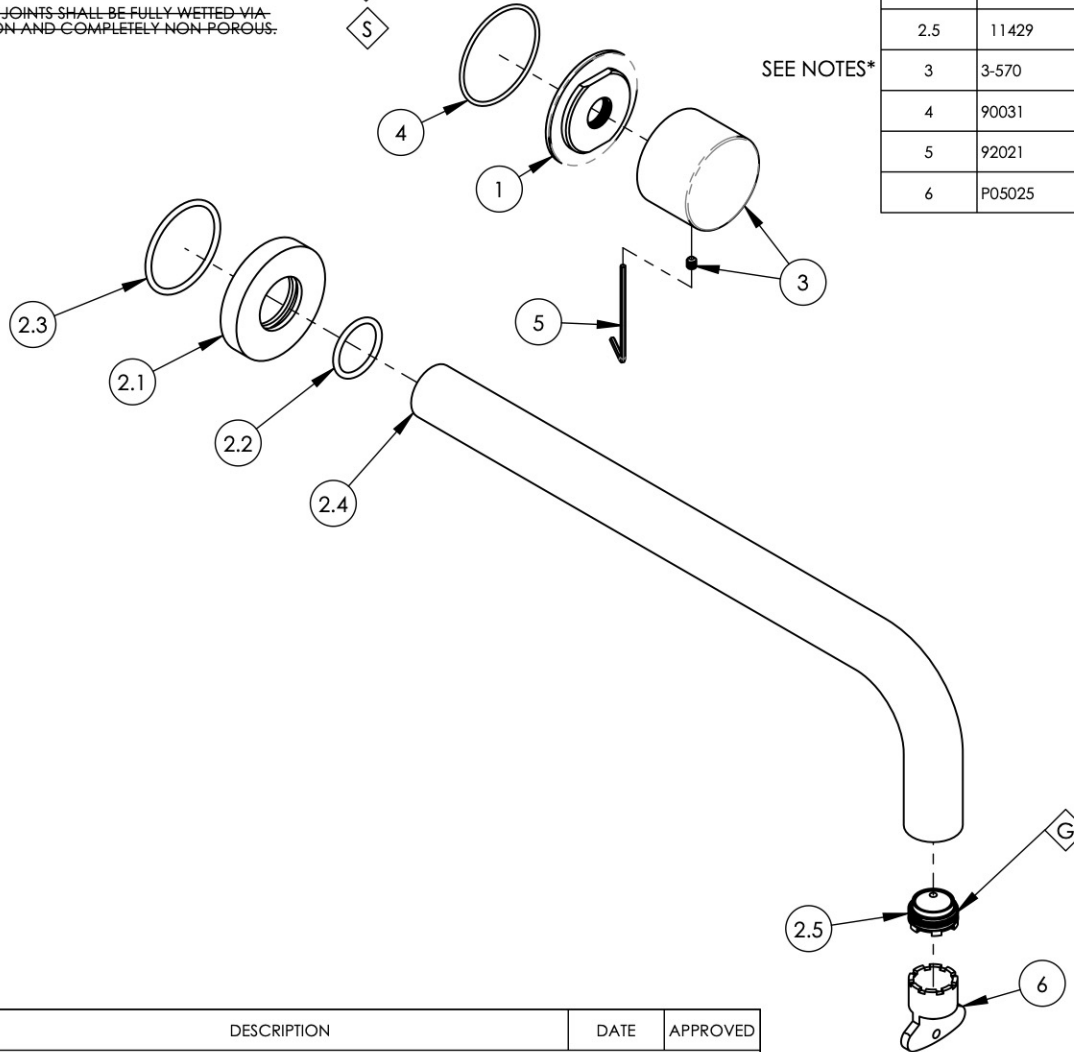 JOINTS SHALL BE FULLY WETTED VIA
ON AND COMPLETELY NON POROUS.
S
SEE NOTES*
2.5 11429
3 3-570
4 90031
5 92021
6 P05025
4
1
3
5
2.3
2.1
2.2
2.4
G
2.5
6
DESCRIPTION DATE APPROVED